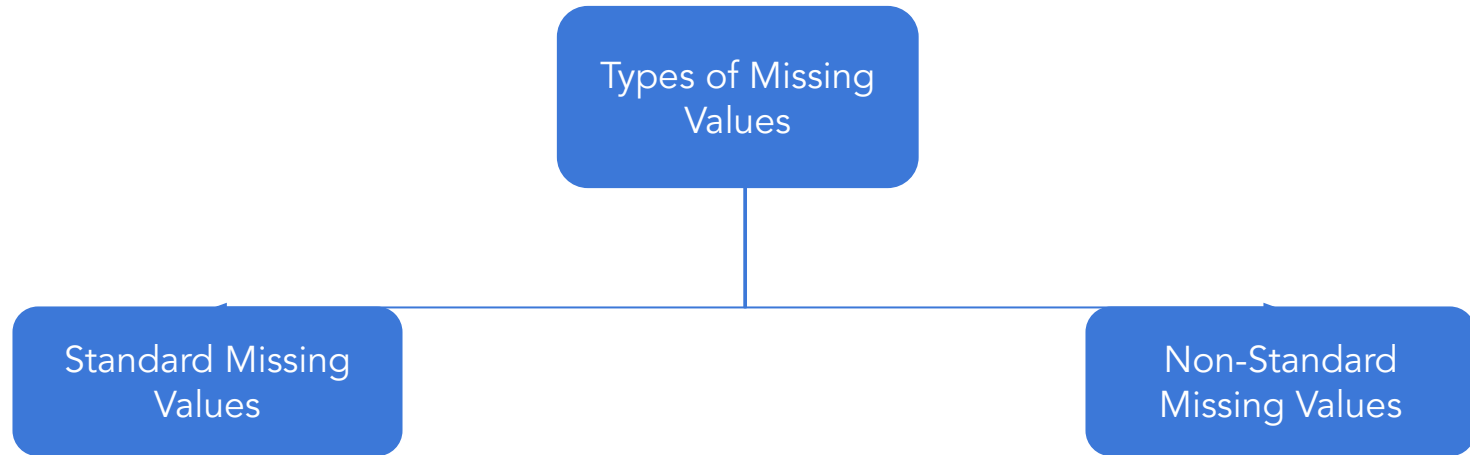 Types of Missing
Values
Standard Missing
Values
Non-Standard
Missing Values